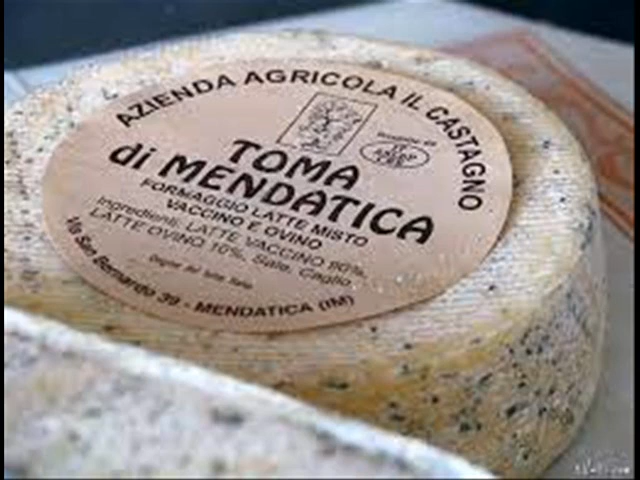 AZIENDA AGRICOLA IL CASTAGNO
TOMA
di MENDATICA
FORMAGGIO LATTE MISTO
VACCINO E OVINO
Ingredienti: LATTE VACCINO 90%,
LATTE OVINO 10%, Sale, Caglio
Via San Bernardo 39 - MENDATICA (IM)